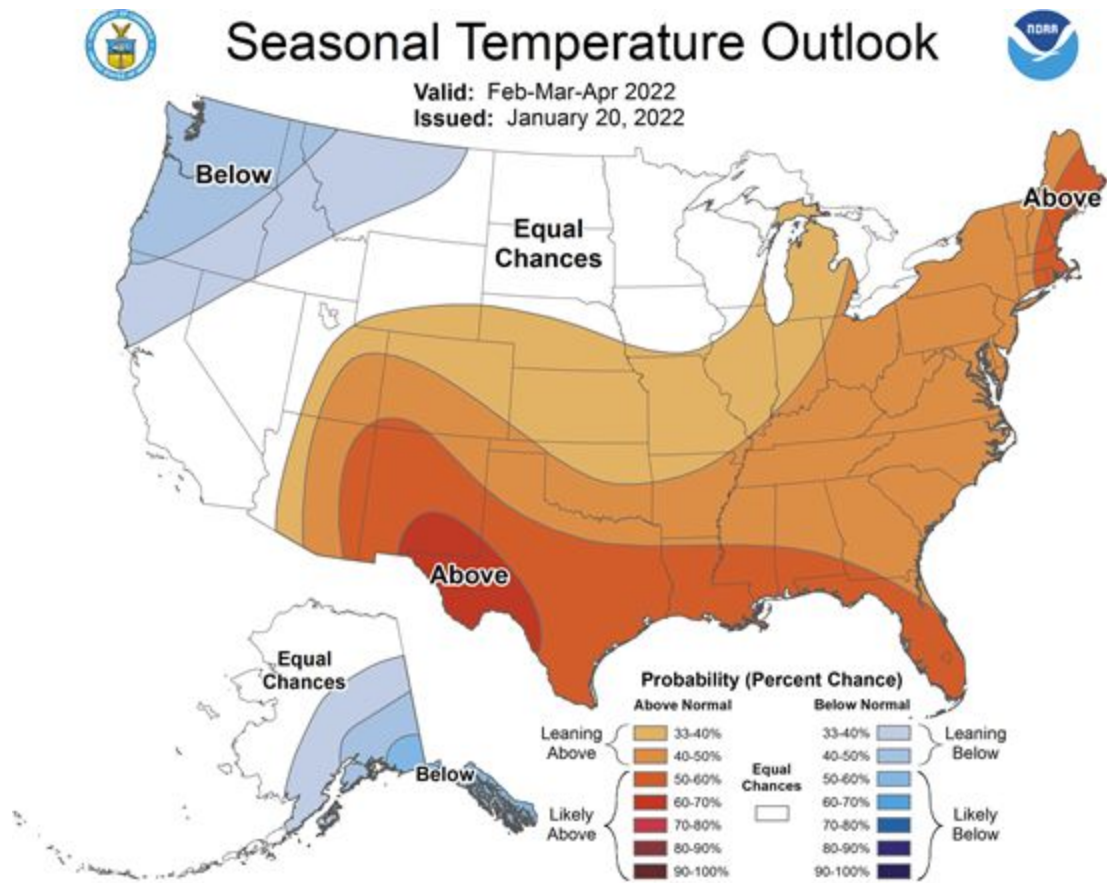 Seasonal Temperature Outlook
NOAA
Valid: Feb-Mar-Apr 2022
Issued: January 20, 2022
Below
Equal
Chances
Above
Above
Equal
Chances
Below
Probability (Percent Chance)
Above Normal
Below Normal
Leaning
Above
33-40%
40-50%
50-60%
60-70%
70-80%
80-90%
90-100%
Likely
Above
Equal
Chances
33-40%
40-50%
50-60%
60-70%
70-80%
80-90%
90-100%
Leaning
Below
Likely
Below